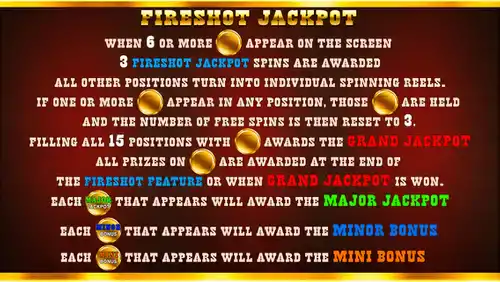 FIRESHOT JACKPOT
WHEN 6 OR MORE APPEAR ON THE SCREEN
3 FIRESHOT JACKPOT SPINS ARE AWARDED
ALL OTHER POSITIONS TURN INTO INDIVIDUAL SPINNING REELS.
IF ONE OR MORE APPEAR IN ANY POSITION, THOSE ARE HELD
AND THE NUMBER OF FREE SPINS IS THEN RESET TO 3.
FILLING ALL 15 POSITIONS WITH AWARDS THE GRAND JACKPOT
ALL PRIZES ON ARE AWARDED AT THE END OF
THE FIRESHOT FEATURE OR WHEN GRAND JACKPOT IS WON.
EACH MAJOR JACKPOT THAT APPEARS WILL AWARD THE MAJOR JACKPOT
EACH MINOR BONUS THAT APPEARS WILL AWARD THE MINOR BONUS
EACH MINI BONUS THAT APPEARS WILL AWARD THE MINI BONUS